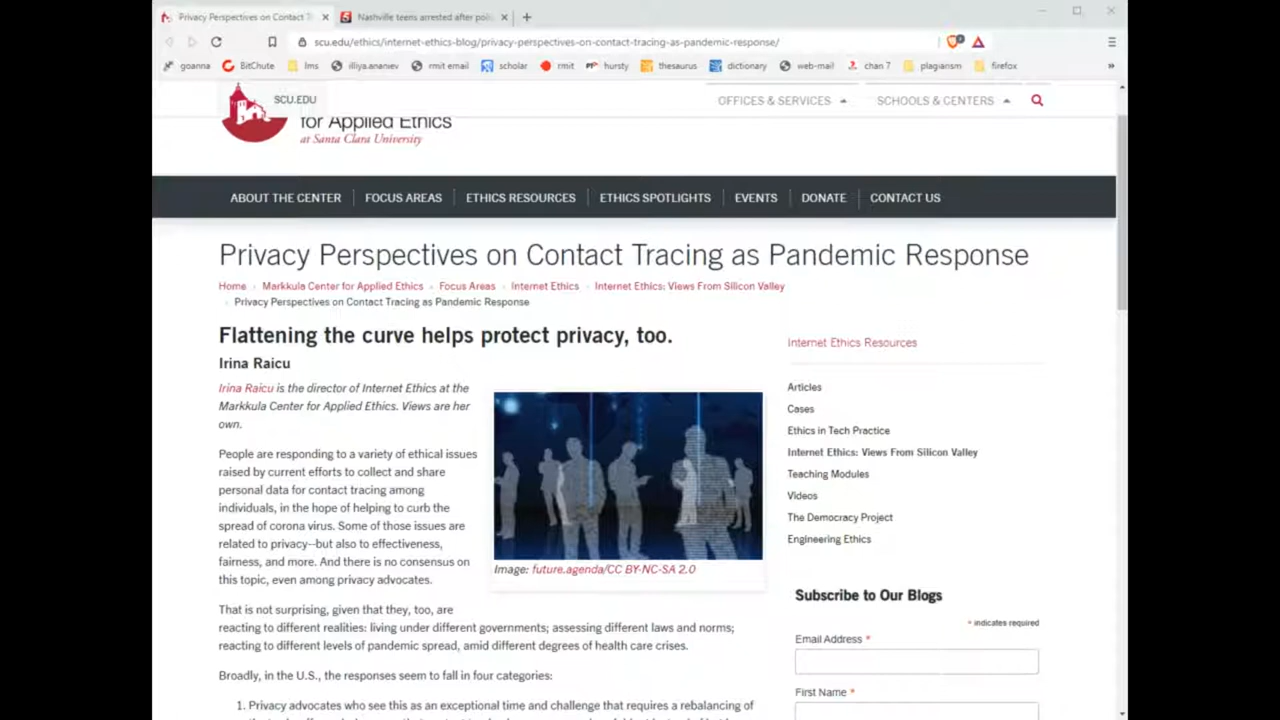 Privacy Perspectives on Contact T
Nashville teens arrested after poli
scu.edu/ethics/internet-ethics-blog/privacy-perspectives-on-contact-tracing-as-pandemic-response/
goanna BitChute lms illiya.ananiev rmit email scholar rmit hursty thesaurus dictionary web-mail chan 7 plagiarism firefox »
SCU.EDU
OFFICES & SERVICES SCHOOLS & CENTERS
for Applied Ethics
at Santa Clara University
ABOUT THE CENTER FOCUS AREAS ETHICS RESOURCES ETHICS SPOTLIGHTS EVENTS DONATE CONTACT US
Privacy Perspectives on Contact Tracing as Pandemic Response
Home Markkula Center for Applied Ethics Focus Areas Internet Ethics Internet Ethics: Views From Silicon Valley
Privacy Perspectives on Contact Tracing as Pandemic Response
Flattening the curve helps protect privacy, too.
Irina Raicu
Irina Raicu is the director of Internet Ethics at the
Markkula Center for Applied Ethics. Views are her
own.
People are responding to a variety of ethical issues
raised by current efforts to collect and share
personal data for contact tracing among
individuals, in the hope of helping to curb the
spread of corona virus. Some of those issues are
related to privacy--but also to effectiveness,
fairness, and more. And there is no consensus on
this topic, even among privacy advocates.
Image: future.agenda/CC BY-NC-SA 2.0
That is not surprising, given that they, too, are
reacting to different realities: living under different governments; assessing different laws and norms;
reacting to different levels of pandemic spread, amid different degrees of health care crises.
Broadly, in the U.S., the responses seem to fall in four categories:
1. Privacy advocates who see this as an exceptional time and challenge that requires a rebalancing of
Internet Ethics Resources
Articles
Cases
Ethics in Tech Practice
Internet Ethics: Views From Silicon Valley
Teaching Modules
Videos
The Democracy Project
Engineering Ethics
Subscribe to Our Blogs
* indicates required
Email Address *
First Name *